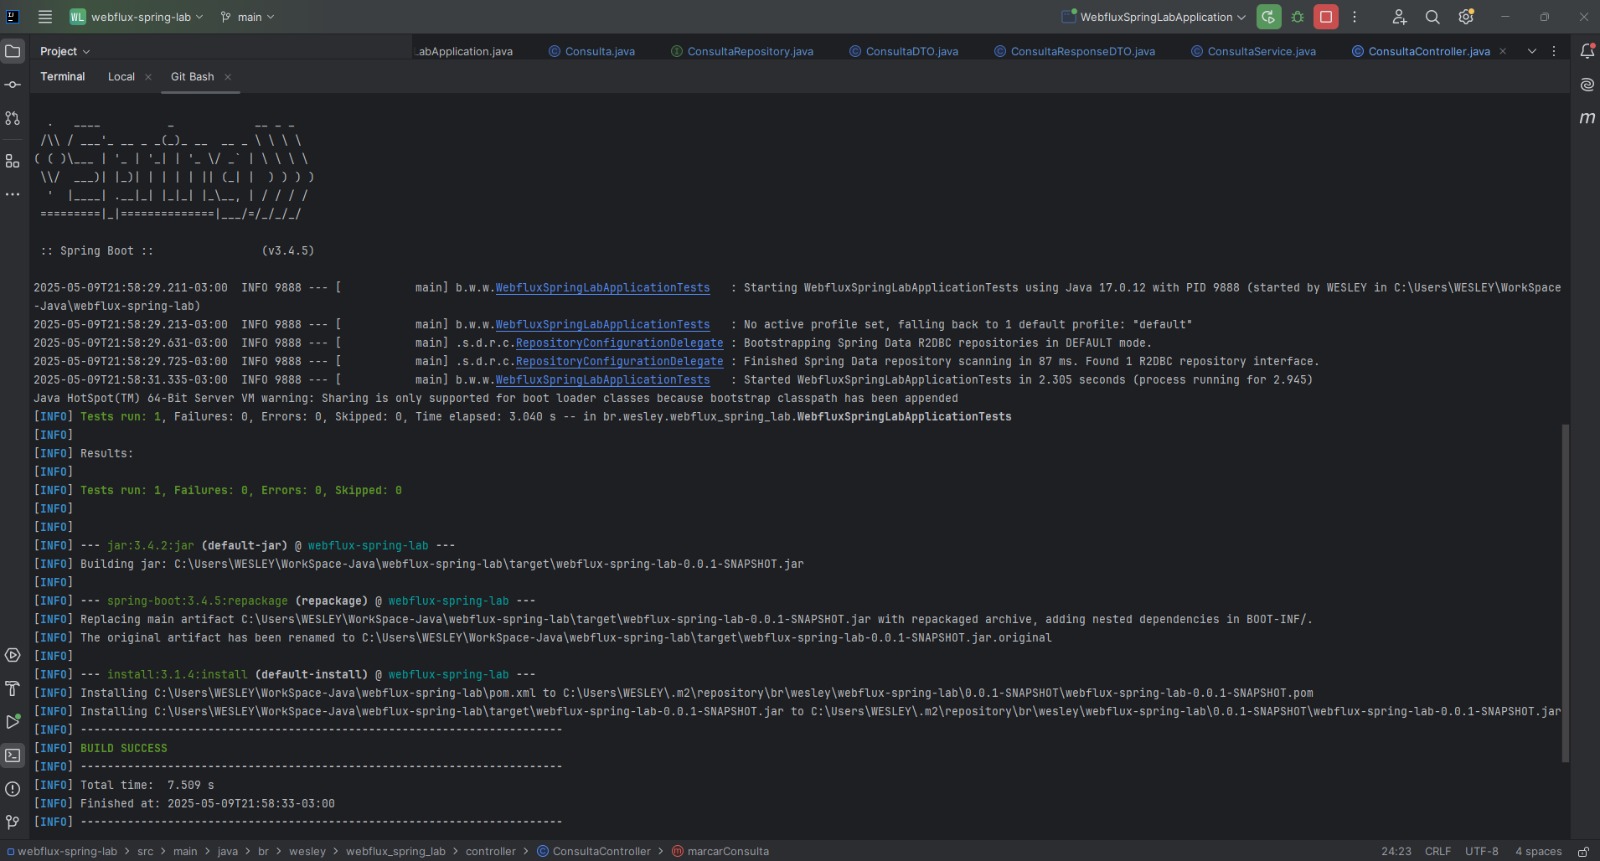 WL webflux-spring-lab main WebfluxSpringLabApplication
Project .abApplication.java Consulta.java ConsultaRepository.java ConsultaDTO.java ConsultaResponseDTO.java ConsultaService.java ConsultaController.java
Terminal Local Git Bash
  .   ____          _            __ _ _
 /\\ / ___'_ __ _ _(_)_ __  __ _ \ \ \ \
( ( )\___ | '_ | '_| | '_ \/ _` | \ \ \ \
 \\/  ___)| |_)| | | | | || (_| |  ) ) ) )
  '  |____| .__|_| |_|_| |_\__, | / / / /
 =========|_|==============|___/=/_/_/_/
 :: Spring Boot ::                (v3.4.5)
2025-05-09T21:58:29.211-03:00  INFO 9888 --- [           main] b.w.w.WebfluxSpringLabApplicationTests   : Starting WebfluxSpringLabApplicationTests using Java 17.0.12 with PID 9888 (started by WESLEY in C:\Users\WESLEY\WorkSpace
-Java\webflux-spring-lab)
2025-05-09T21:58:29.213-03:00  INFO 9888 --- [           main] b.w.w.WebfluxSpringLabApplicationTests   : No active profile set, falling back to 1 default profile: "default"
2025-05-09T21:58:29.631-03:00  INFO 9888 --- [           main] .s.d.r.c.RepositoryConfigurationDelegate : Bootstrapping Spring Data R2DBC repositories in DEFAULT mode.
2025-05-09T21:58:29.725-03:00  INFO 9888 --- [           main] .s.d.r.c.RepositoryConfigurationDelegate : Finished Spring Data repository scanning in 87 ms. Found 1 R2DBC repository interface.
2025-05-09T21:58:31.335-03:00  INFO 9888 --- [           main] b.w.w.WebfluxSpringLabApplicationTests   : Started WebfluxSpringLabApplicationTests in 2.305 seconds (process running for 2.945)
Java HotSpot(TM) 64-Bit Server VM warning: Sharing is only supported for boot loader classes because bootstrap classpath has been appended
[INFO] Tests run: 1, Failures: 0, Errors: 0, Skipped: 0, Time elapsed: 3.040 s -- in br.wesley.webflux_spring_lab.WebfluxSpringLabApplicationTests
[INFO]
[INFO] Results:
[INFO]
[INFO] Tests run: 1, Failures: 0, Errors: 0, Skipped: 0
[INFO]
[INFO]
[INFO] --- jar:3.4.2:jar (default-jar) @ webflux-spring-lab ---
[INFO] Building jar: C:\Users\WESLEY\WorkSpace-Java\webflux-spring-lab\target\webflux-spring-lab-0.0.1-SNAPSHOT.jar
[INFO]
[INFO] --- spring-boot:3.4.5:repackage (repackage) @ webflux-spring-lab ---
[INFO] Replacing main artifact C:\Users\WESLEY\WorkSpace-Java\webflux-spring-lab\target\webflux-spring-lab-0.0.1-SNAPSHOT.jar with repackaged archive, adding nested dependencies in BOOT-INF/.
[INFO] The original artifact has been renamed to C:\Users\WESLEY\WorkSpace-Java\webflux-spring-lab\target\webflux-spring-lab-0.0.1-SNAPSHOT.jar.original
[INFO]
[INFO] --- install:3.1.4:install (default-install) @ webflux-spring-lab ---
[INFO] Installing C:\Users\WESLEY\WorkSpace-Java\webflux-spring-lab\pom.xml to C:\Users\WESLEY\.m2\repository\br\wesley\webflux-spring-lab\0.0.1-SNAPSHOT\webflux-spring-lab-0.0.1-SNAPSHOT.pom
[INFO] Installing C:\Users\WESLEY\WorkSpace-Java\webflux-spring-lab\target\webflux-spring-lab-0.0.1-SNAPSHOT.jar to C:\Users\WESLEY\.m2\repository\br\wesley\webflux-spring-lab\0.0.1-SNAPSHOT\webflux-spring-lab-0.0.1-SNAPSHOT.jar
[INFO] ------------------------------------------------------------------------
[INFO] BUILD SUCCESS
[INFO] ------------------------------------------------------------------------
[INFO] Total time:  7.509 s
[INFO] Finished at: 2025-05-09T21:58:33-03:00
[INFO] ------------------------------------------------------------------------
webflux-spring-lab > src > main > java > br > wesley > webflux_spring_lab > controller > ConsultaController > marcarConsulta 24:23 CRLF UTF-8 4 spaces